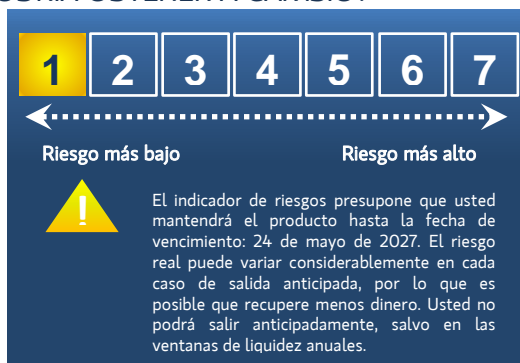 1 2 3 4 5 6 7
Riesgo más bajo Riesgo más alto
!
El indicador de riesgos presupone que usted
mantendrá el producto hasta la fecha de
vencimiento: 24 de mayo de 2027. El riesgo
real puede variar considerablemente en cada
caso de salida anticipada, por lo que es
posible que recupere menos dinero. Usted no
podrá salir anticipadamente, salvo en las
ventanas de liquidez anuales.